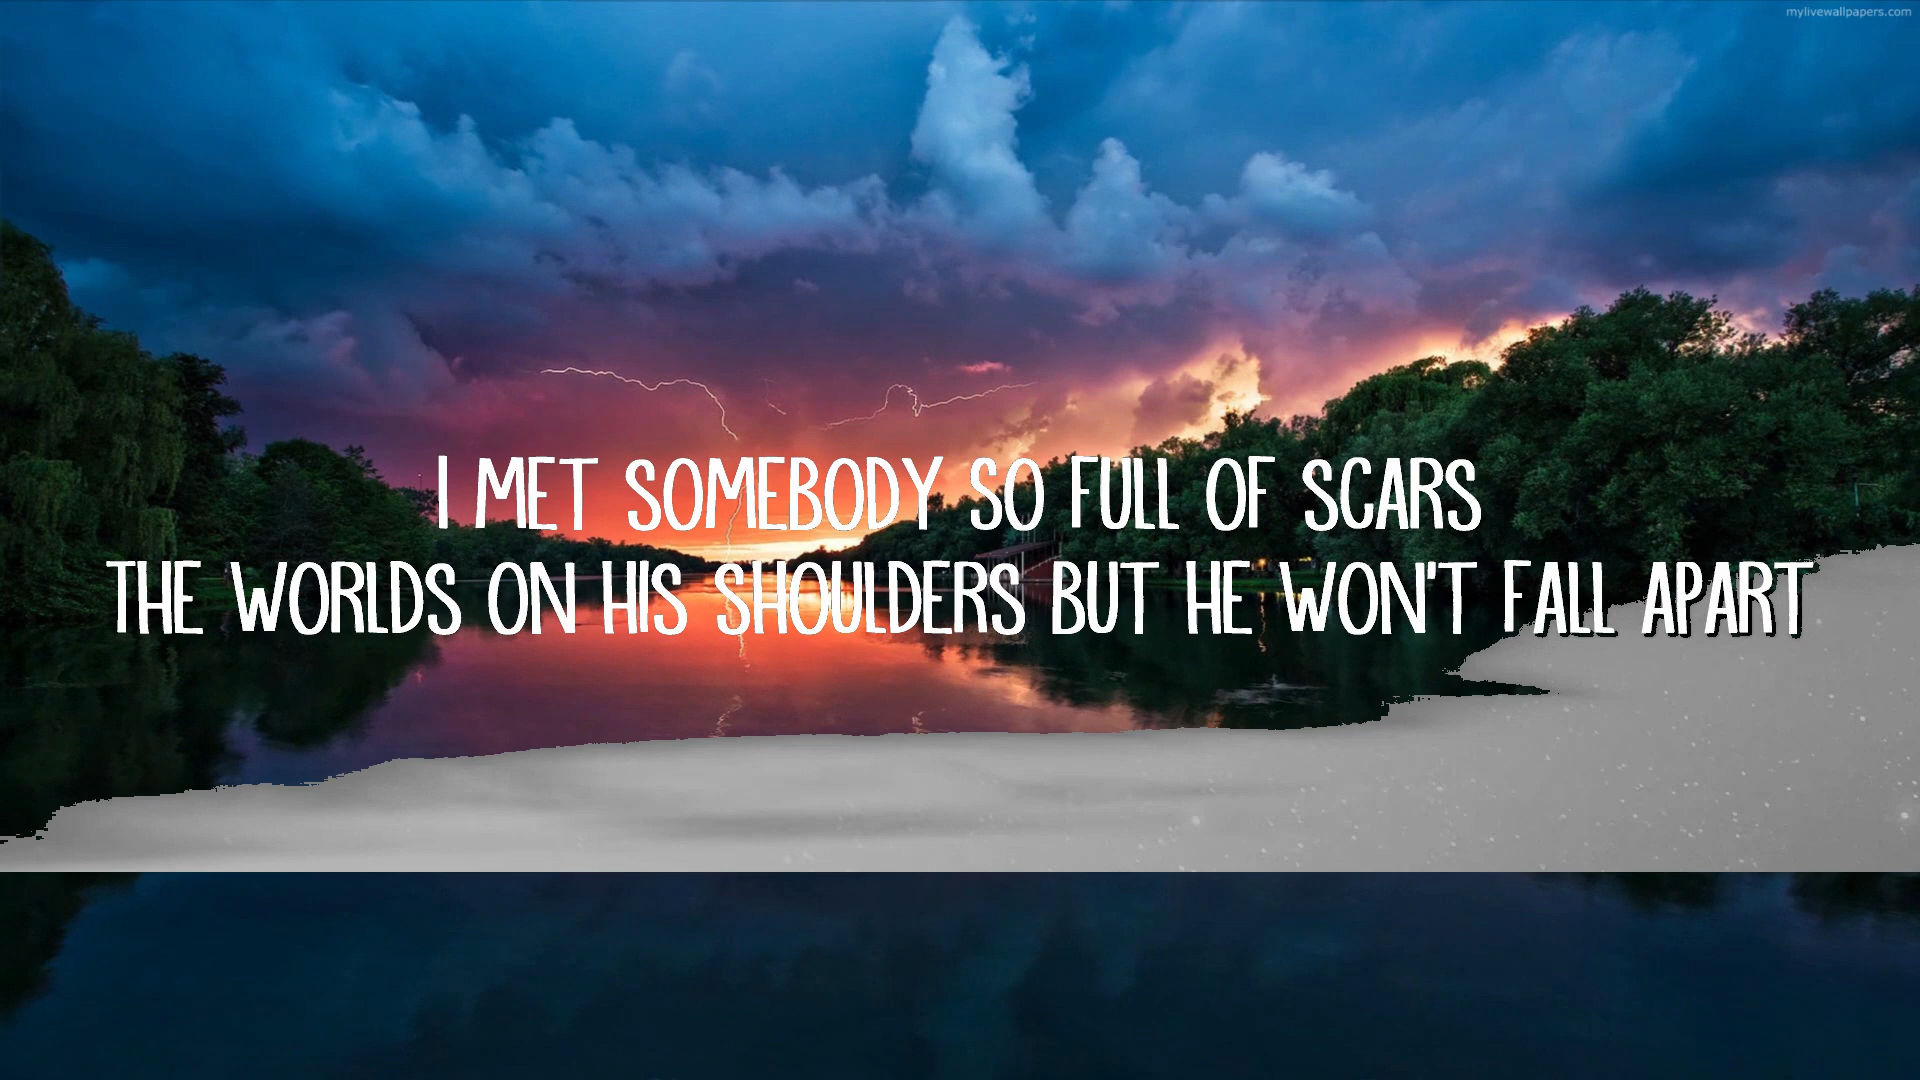 mylivewallpapers.com
I MET SOMEBODY SO FULL OF SCARS
THE WORLDS ON HIS SHOULDERS BUT HE WON'T FALL APART